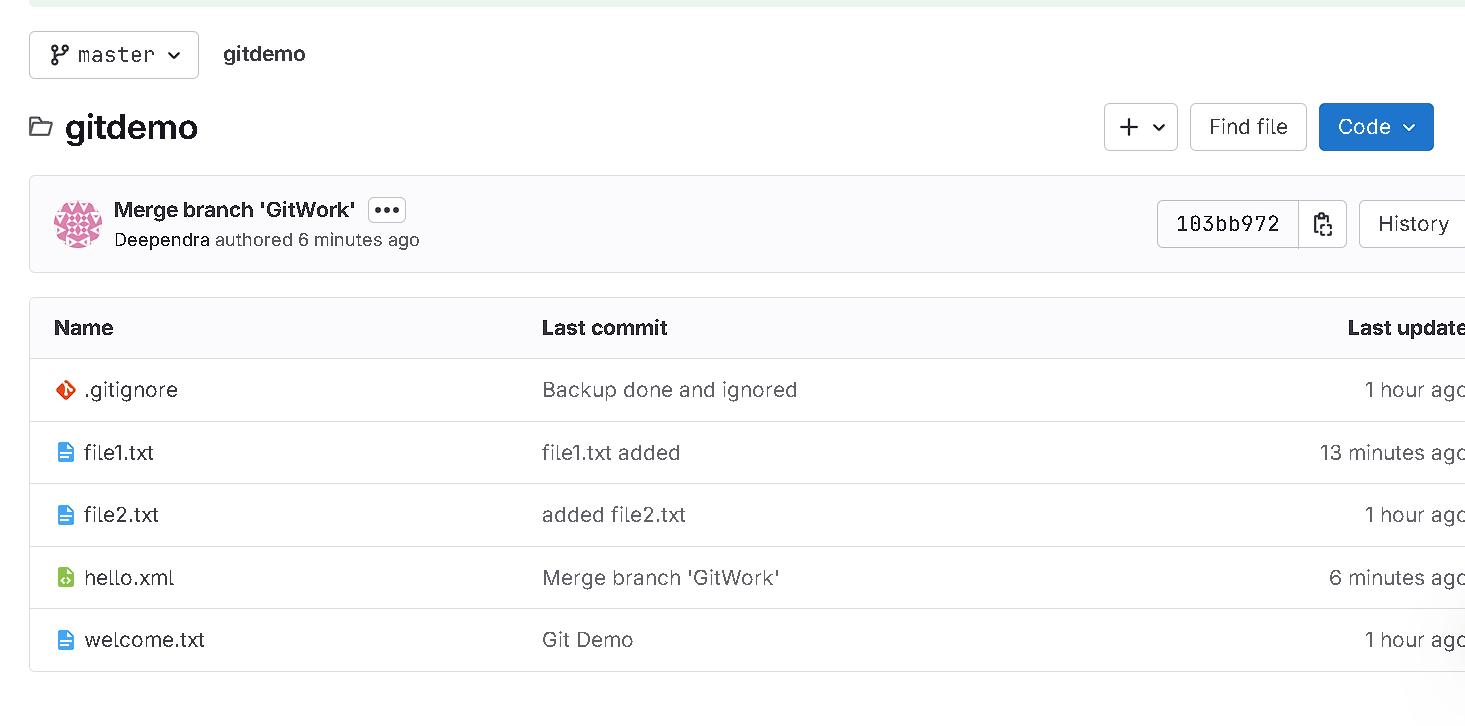 master gitdemo
gitdemo
Find file Code
Merge branch 'GitWork'
Deependra authored 6 minutes ago
103bb972 History
Name Last commit Last update
.gitignore Backup done and ignored 1 hour ago
file1.txt file1.txt added 13 minutes ago
file2.txt added file2.txt 1 hour ago
hello.xml Merge branch 'GitWork' 6 minutes ago
welcome.txt Git Demo 1 hour ago